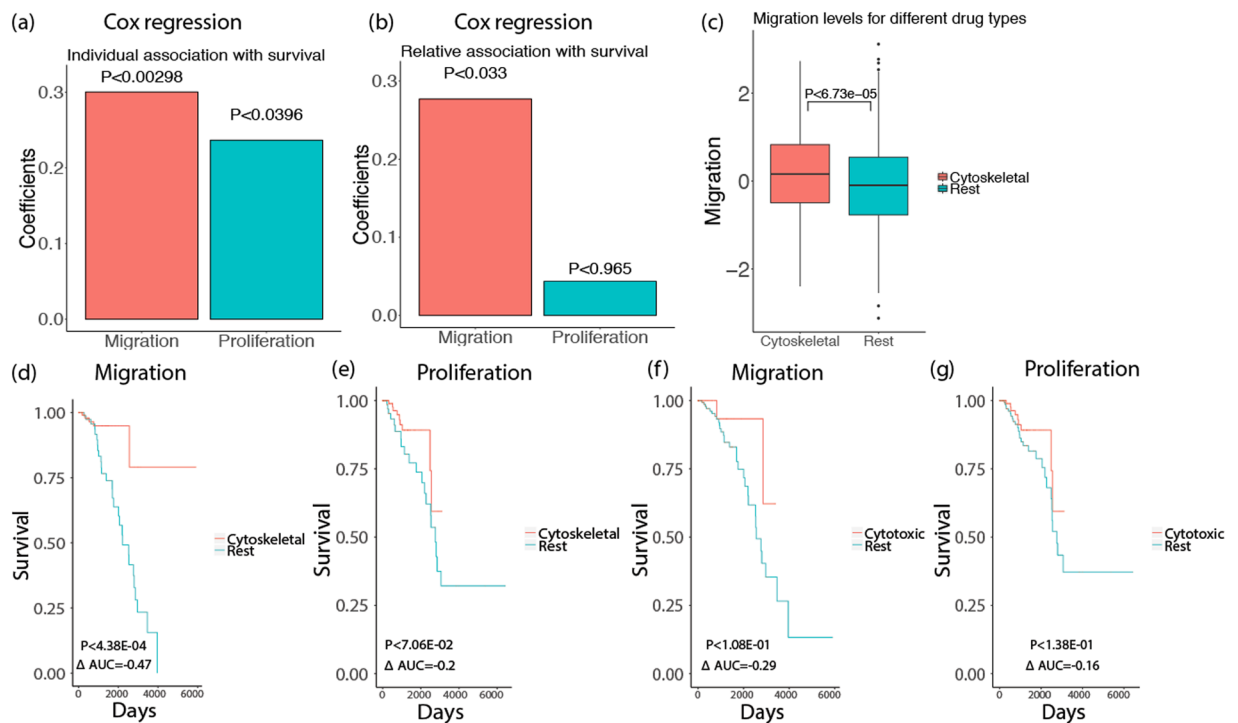 (a) Cox regression
Individual association with survival
P<0.00298
P<0.0396
Coefficients
0.3
0.2
0.1
0.0
Migration Proliferation
(b) Cox regression
Relative association with survival
P<0.033
P<0.965
Coefficients
0.3
0.2
0.1
0.0
Migration Proliferation
(c) Migration levels for different drug types
P<6.73e-05
Migration
2
0
-2
Cytoskeletal Rest
Cytoskeletal
Rest
(d) Migration
Survival
1.00
0.75
0.50
0.25
0.00
Cytoskeletal
Rest
P<4.38E-04
Δ AUC=-0.47
0 2000 4000 6000
Days
(e) Proliferation
Survival
1.00
0.75
0.50
0.25
0.00
Cytoskeletal
Rest
P<7.06E-02
Δ AUC=-0.2
0 2000 4000 6000
Days
(f) Migration
Survival
1.00
0.75
0.50
0.25
0.00
Cytotoxic
Rest
P<1.08E-01
Δ AUC=-0.29
0 2000 4000 6000
Days
(g) Proliferation
Survival
1.00
0.75
0.50
0.25
0.00
Cytotoxic
Rest
P<1.38E-01
Δ AUC=-0.16
0 2000 4000 6000
Days